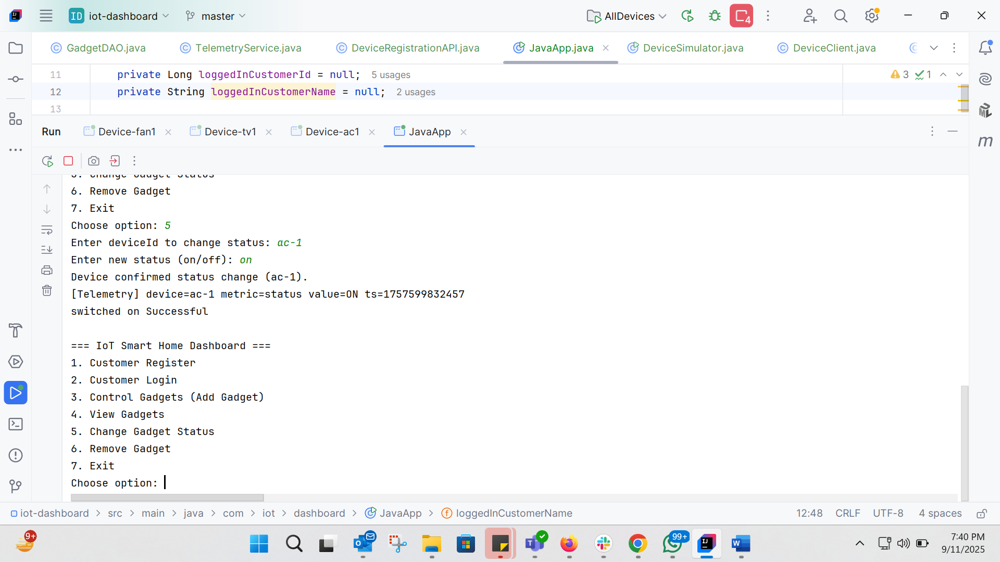 ID iot-dashboard master AllDevices 4
GadgetDAO.java TelemetryService.java DeviceRegistrationAPI.java JavaApp.java DeviceSimulator.java DeviceClient.java
11 private Long loggedInCustomerId = null; 5 usages 3 1
12 private String loggedInCustomerName = null; 2 usages
13
Run Device-fan1 Device-tv1 Device-ac1 JavaApp
5. Change Gadget Status
6. Remove Gadget
7. Exit
Choose option: 5
Enter deviceId to change status: ac-1
Enter new status (on/off): on
Device confirmed status change (ac-1).
[Telemetry] device=ac-1 metric=status value=ON ts=1757599832457
switched on Successful
=== IoT Smart Home Dashboard ===
1. Customer Register
2. Customer Login
3. Control Gadgets (Add Gadget)
4. View Gadgets
5. Change Gadget Status
6. Remove Gadget
7. Exit
Choose option:
iot-dashboard > src > main > java > com > iot > dashboard > JavaApp > loggedInCustomerName 12:48 CRLF UTF-8 4 spaces
9+ 99+ 7:40 PM
9/11/2025